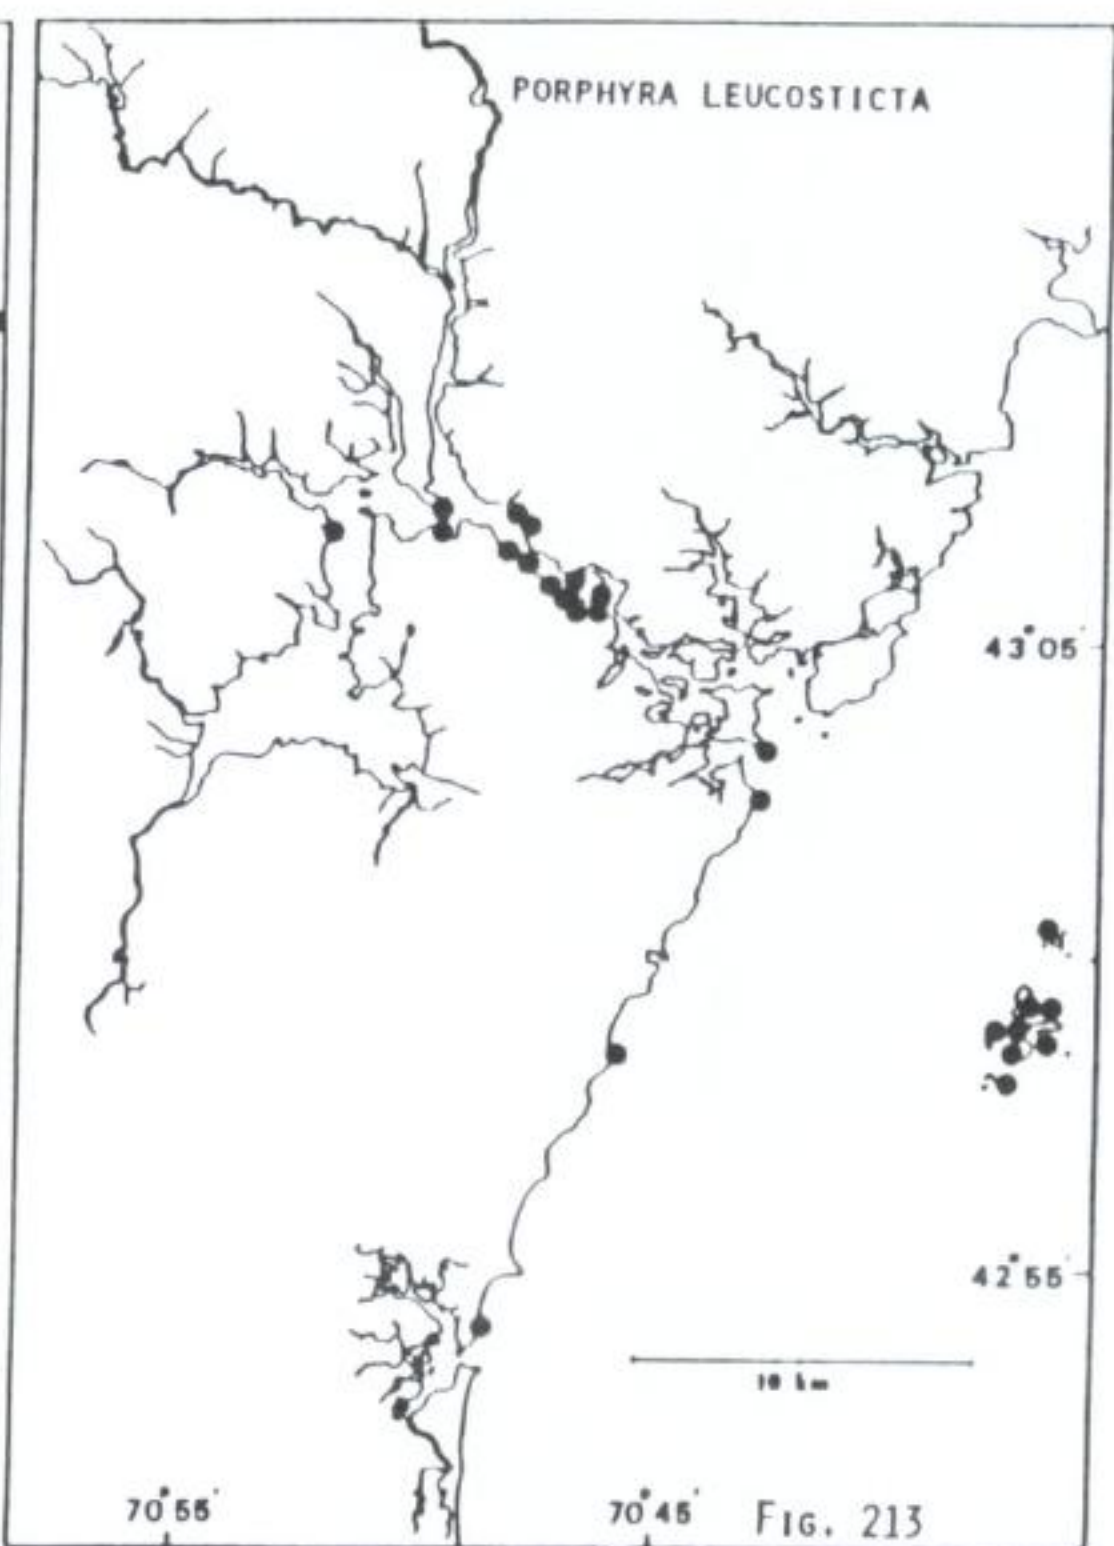 PORPHYRA LEUCOSTICTA
43° 05'
42° 55'
10 km
70° 55'
70° 45'
FIG. 213